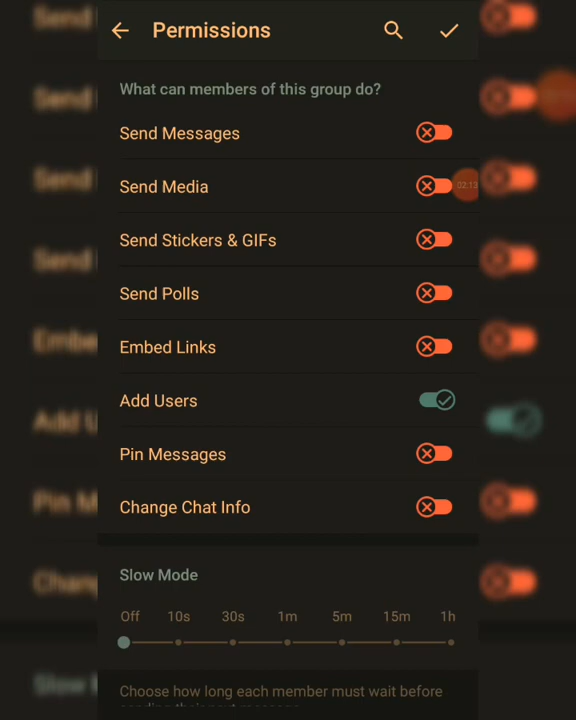 Permissions
What can members of this group do?
Send Messages
Send Media
02:13
Send Stickers & GIFs
Send Polls
Embed Links
Add Users
Pin Messages
Change Chat Info
Slow Mode
Off 10s 30s 1m 5m 15m 1h
Choose how long each member must wait before